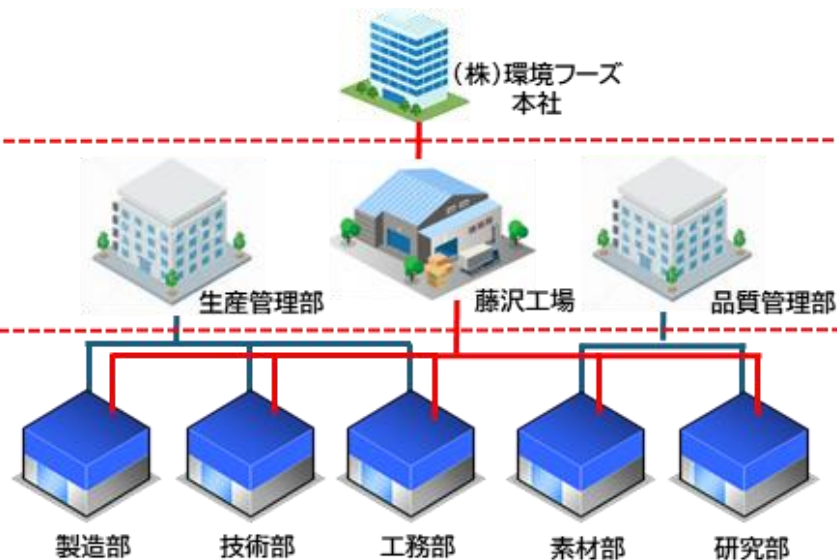 (株)環境フーズ
本社
生産管理部
藤沢工場
品質管理部
製造部
技術部
工務部
素材部
研究部